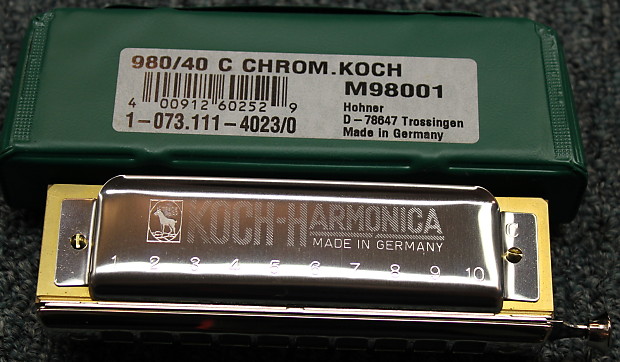 980/40 C CHROM.KOCH
M98001
4 00912 60252 9
Hohner
D-78647 Trossingen
1-073.111-4023/0
Made in Germany
KOCH-HARMONICA
MADE IN GERMANY
C
1 2 3 4 5 6 7 8 9 10